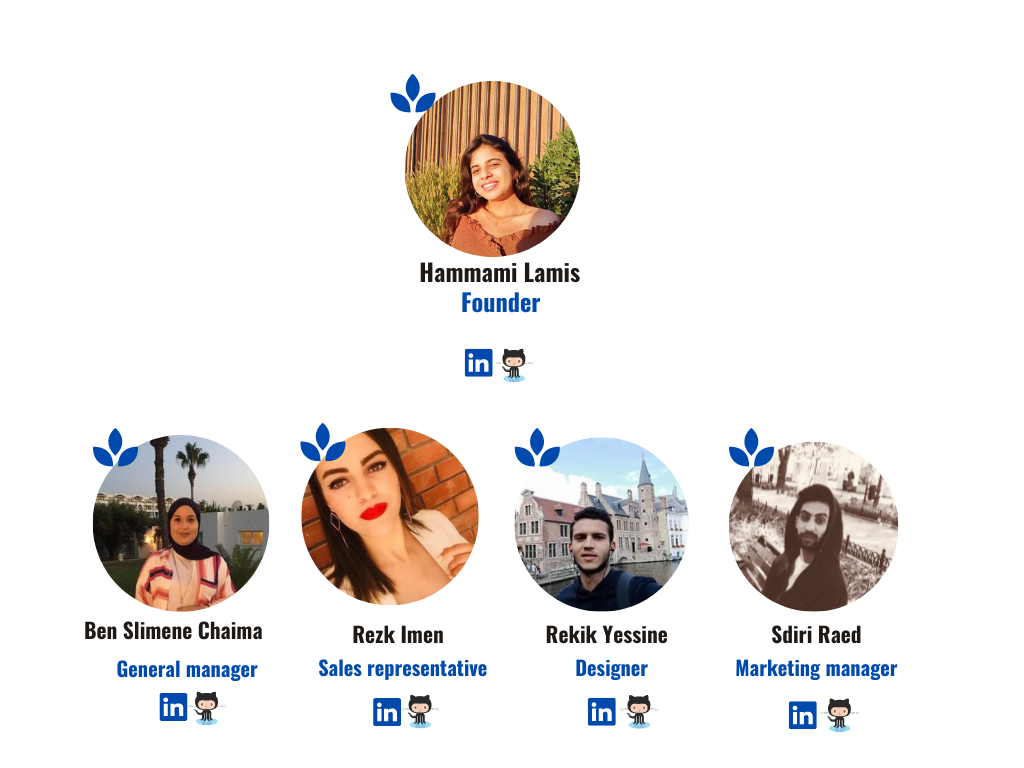 Hammami Lamis
Founder
in
Ben Slimene Chaima
Rezk Imen
Rekik Yessine
Sdiri Raed
General manager
Sales representative
Designer
Marketing manager
in
in
in
in